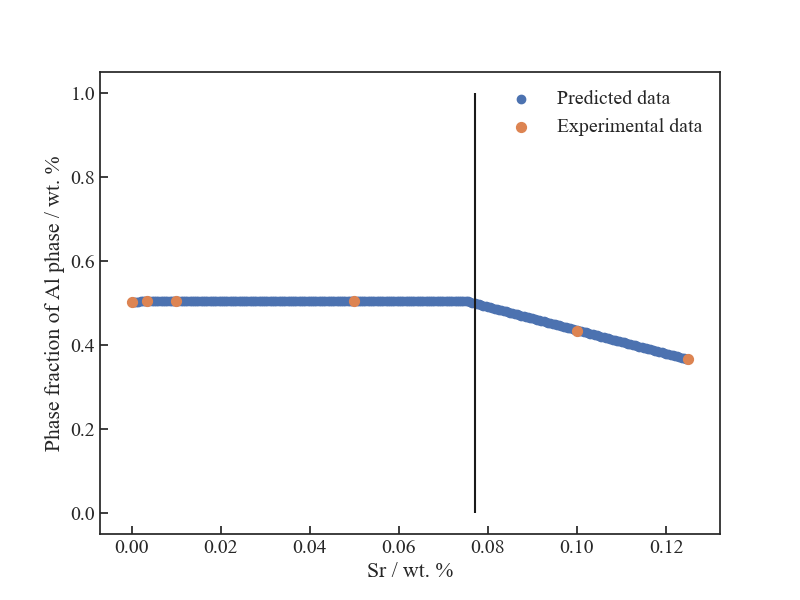 Predicted data
Experimental data
1.0
0.8
0.6
0.4
0.2
0.0
Phase fraction of Al phase / wt. %
0.00 0.02 0.04 0.06 0.08 0.10 0.12
Sr / wt. %